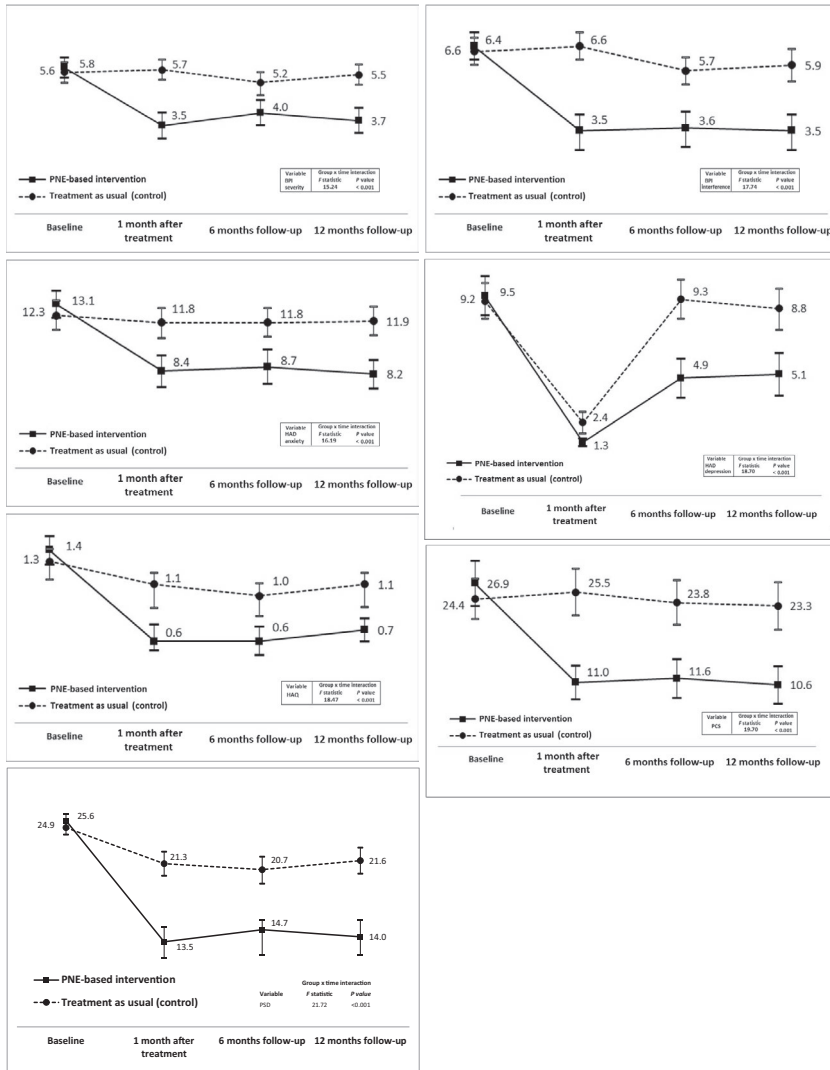 5.6 5.8 5.7 5.2 5.5
3.5 4.0 3.7
PNE-based intervention
Treatment as usual (control)
Variable Group x time interaction
BPI F statistic P value
severity 15.24 < 0.001
Baseline 1 month after treatment 6 months follow-up 12 months follow-up
6.6 6.4 6.6 5.7 5.9
3.5 3.6 3.5
PNE-based intervention
Treatment as usual (control)
Variable Group x time interaction
BPI F statistic P value
interference 17.74 < 0.001
Baseline 1 month after treatment 6 months follow-up 12 months follow-up
12.3 13.1 11.8 11.8 11.9
8.4 8.7 8.2
PNE-based intervention
Treatment as usual (control)
Variable Group x time interaction
HAD F statistic P value
anxiety 16.19 < 0.001
Baseline 1 month after treatment 6 months follow-up 12 months follow-up
9.2 9.5 2.4 9.3 8.8
1.3 4.9 5.1
PNE-based intervention
Treatment as usual (control)
Variable Group x time interaction
HAD F statistic P value
depression 18.70 < 0.001
Baseline 1 month after treatment 6 months follow-up 12 months follow-up
1.3 1.4 1.1 1.0 1.1
0.6 0.6 0.7
PNE-based intervention
Treatment as usual (control)
Variable Group x time interaction
HAQ F statistic P value
18.47 < 0.001
Baseline 1 month after treatment 6 months follow-up 12 months follow-up
24.4 26.9 25.5 23.8 23.3
11.0 11.6 10.6
PNE-based intervention
Treatment as usual (control)
Variable Group x time interaction
PCS F statistic P value
19.70 < 0.001
Baseline 1 month after treatment 6 months follow-up 12 months follow-up
24.9 25.6 21.3 20.7 21.6
13.5 14.7 14.0
PNE-based intervention
Treatment as usual (control)
Group x time interaction
Variable F statistic P value
PSD 21.72 <0.001
Baseline 1 month after treatment 6 months follow-up 12 months follow-up